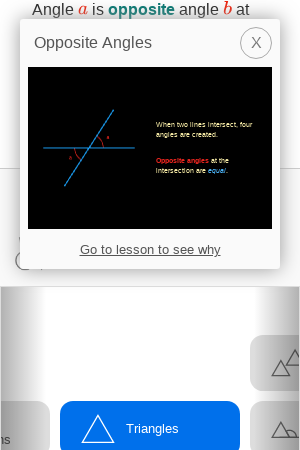 Angle a is opposite angle b at
Opposite Angles
X
When two lines intersect, four
angles are created.
Opposite angles at the
intersection are equal.
Go to lesson to see why
Triangles
ns